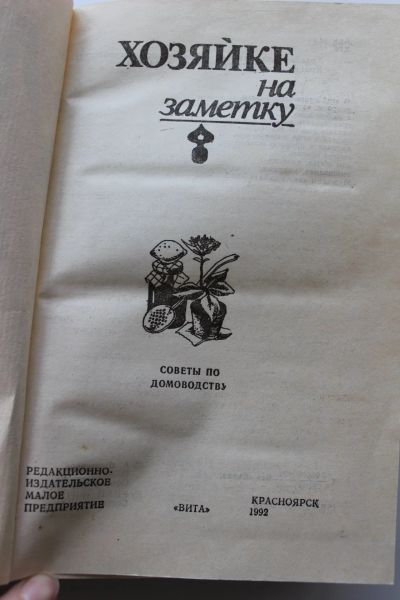 ХОЗЯЙКЕ
на
заметку
СОВЕТЫ ПО
ДОМОВОДСТВУ
РЕДАКЦИОННО-
ИЗДАТЕЛЬСКОЕ
МАЛОЕ
ПРЕДПРИЯТИЕ
«ВИТА»
КРАСНОЯРСК
1992